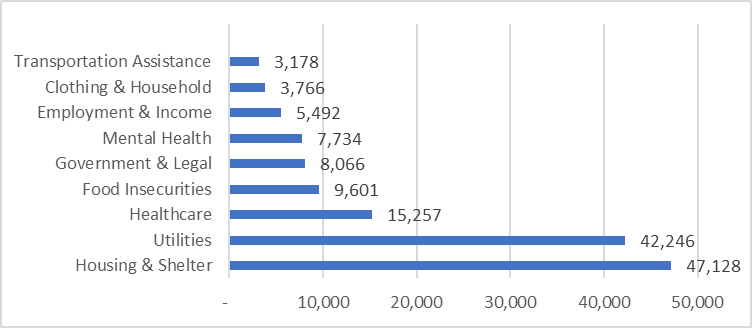 Transportation Assistance 3,178
Clothing & Household 3,766
Employment & Income 5,492
Mental Health 7,734
Government & Legal 8,066
Food Insecurities 9,601
Healthcare 15,257
Utilities 42,246
Housing & Shelter 47,128
- 10,000 20,000 30,000 40,000 50,000